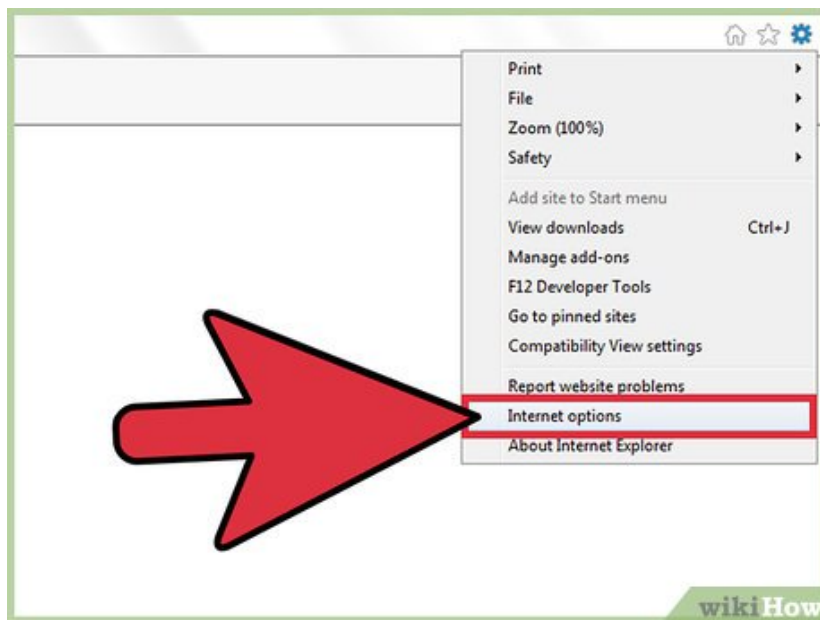 Print
File
Zoom (100%)
Safety
Add site to Start menu
View downloads Ctrl+J
Manage add-ons
F12 Developer Tools
Go to pinned sites
Compatibility View settings
Report website problems
Internet options
About Internet Explorer
wikiHow